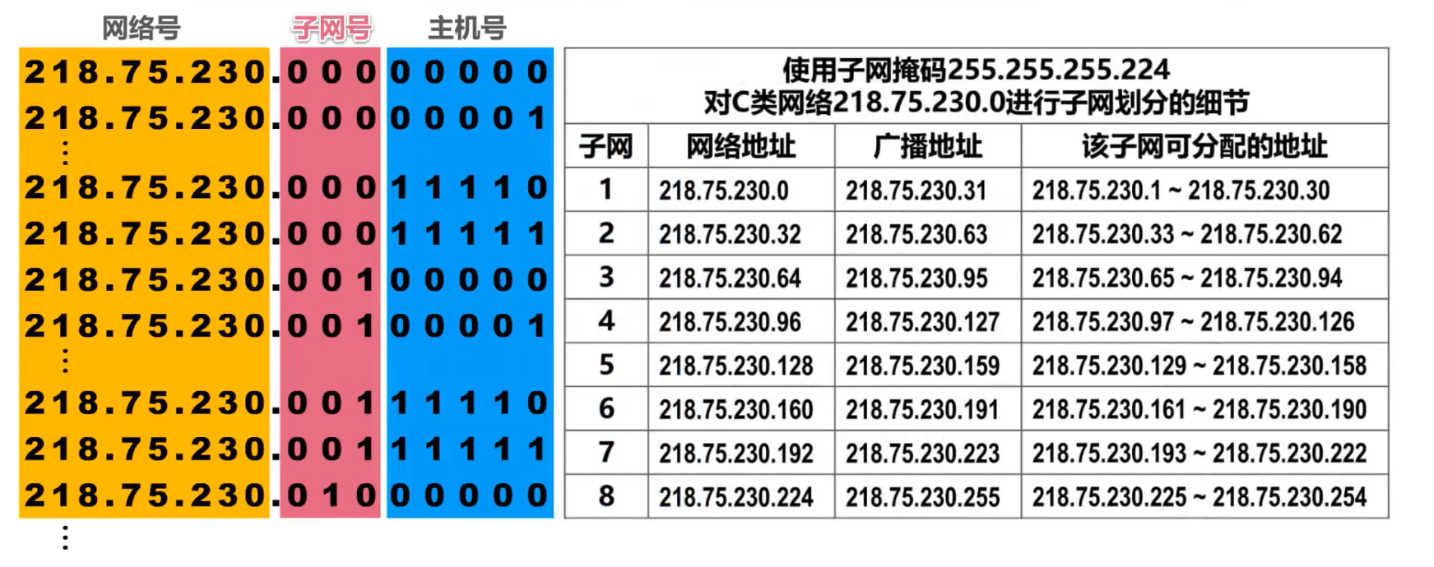 网络号 子网号 主机号
218.75.230.000 00000
218.75.230.000 00001
⋮
218.75.230.000 11110
218.75.230.000 11111
218.75.230.001 00000
218.75.230.001 00001
⋮
218.75.230.001 11110
218.75.230.001 11111
218.75.230.010 00000
⋮
使用子网掩码255.255.255.224
对C类网络218.75.230.0进行子网划分的细节
子网 网络地址 广播地址 该子网可分配的地址
1 218.75.230.0 218.75.230.31 218.75.230.1 ~ 218.75.230.30
2 218.75.230.32 218.75.230.63 218.75.230.33 ~ 218.75.230.62
3 218.75.230.64 218.75.230.95 218.75.230.65 ~ 218.75.230.94
4 218.75.230.96 218.75.230.127 218.75.230.97 ~ 218.75.230.126
5 218.75.230.128 218.75.230.159 218.75.230.129 ~ 218.75.230.158
6 218.75.230.160 218.75.230.191 218.75.230.161 ~ 218.75.230.190
7 218.75.230.192 218.75.230.223 218.75.230.193 ~ 218.75.230.222
8 218.75.230.224 218.75.230.255 218.75.230.225 ~ 218.75.230.254